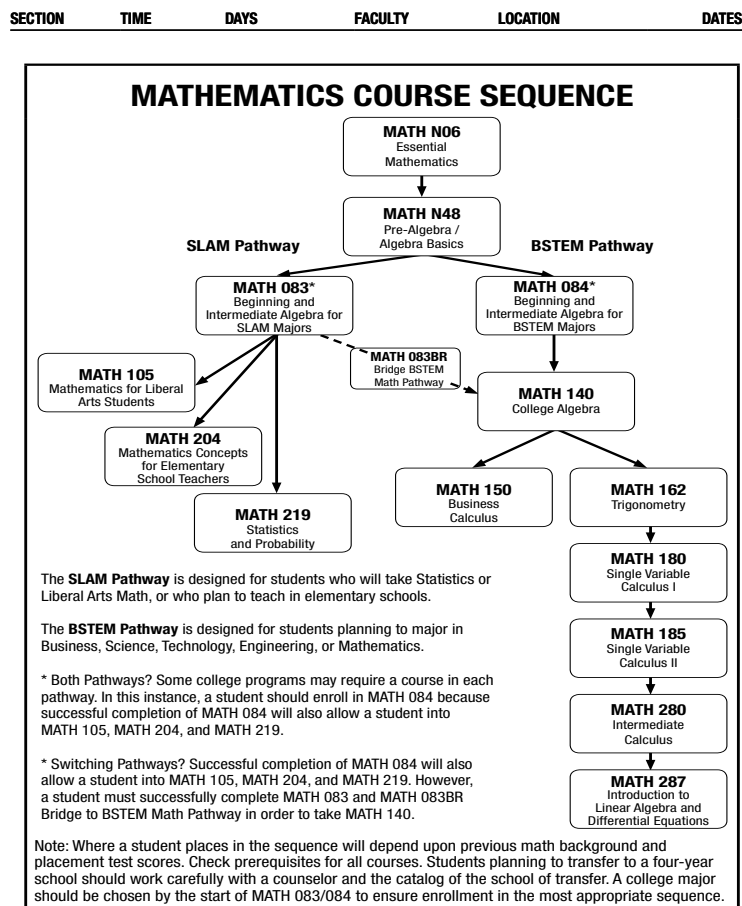 SECTION TIME DAYS FACULTY LOCATION DATES
MATHEMATICS COURSE SEQUENCE
MATH N06
Essential
Mathematics
MATH N48
Pre-Algebra /
Algebra Basics
SLAM Pathway
BSTEM Pathway
MATH 083*
Beginning and
Intermediate Algebra for
SLAM Majors
MATH 084*
Beginning and
Intermediate Algebra for
BSTEM Majors
MATH 083BR
Bridge BSTEM
Math Pathway
MATH 105
Mathematics for Liberal
Arts Students
MATH 140
College Algebra
MATH 204
Mathematics Concepts
for Elementary
School Teachers
MATH 219
Statistics
and Probability
MATH 150
Business
Calculus
MATH 162
Trigonometry
MATH 180
Single Variable
Calculus I
MATH 185
Single Variable
Calculus II
MATH 280
Intermediate
Calculus
MATH 287
Introduction to
Linear Algebra and
Differential Equations
The SLAM Pathway is designed for students who will take Statistics or
Liberal Arts Math, or who plan to teach in elementary schools.
The BSTEM Pathway is designed for students planning to major in
Business, Science, Technology, Engineering, or Mathematics.
* Both Pathways? Some college programs may require a course in each
pathway. In this instance, a student should enroll in MATH 084 because
successful completion of MATH 084 will also allow a student into
MATH 105, MATH 204, and MATH 219.
* Switching Pathways? Successful completion of MATH 084 will also
allow a student into MATH 105, MATH 204, and MATH 219. However,
a student must successfully complete MATH 083 and MATH 083BR
Bridge to BSTEM Math Pathway in order to take MATH 140.
Note: Where a student places in the sequence will depend upon previous math background and
placement test scores. Check prerequisites for all courses. Students planning to transfer to a four-year
school should work carefully with a counselor and the catalog of the school of transfer. A college major
should be chosen by the start of MATH 083/084 to ensure enrollment in the most appropriate sequence.